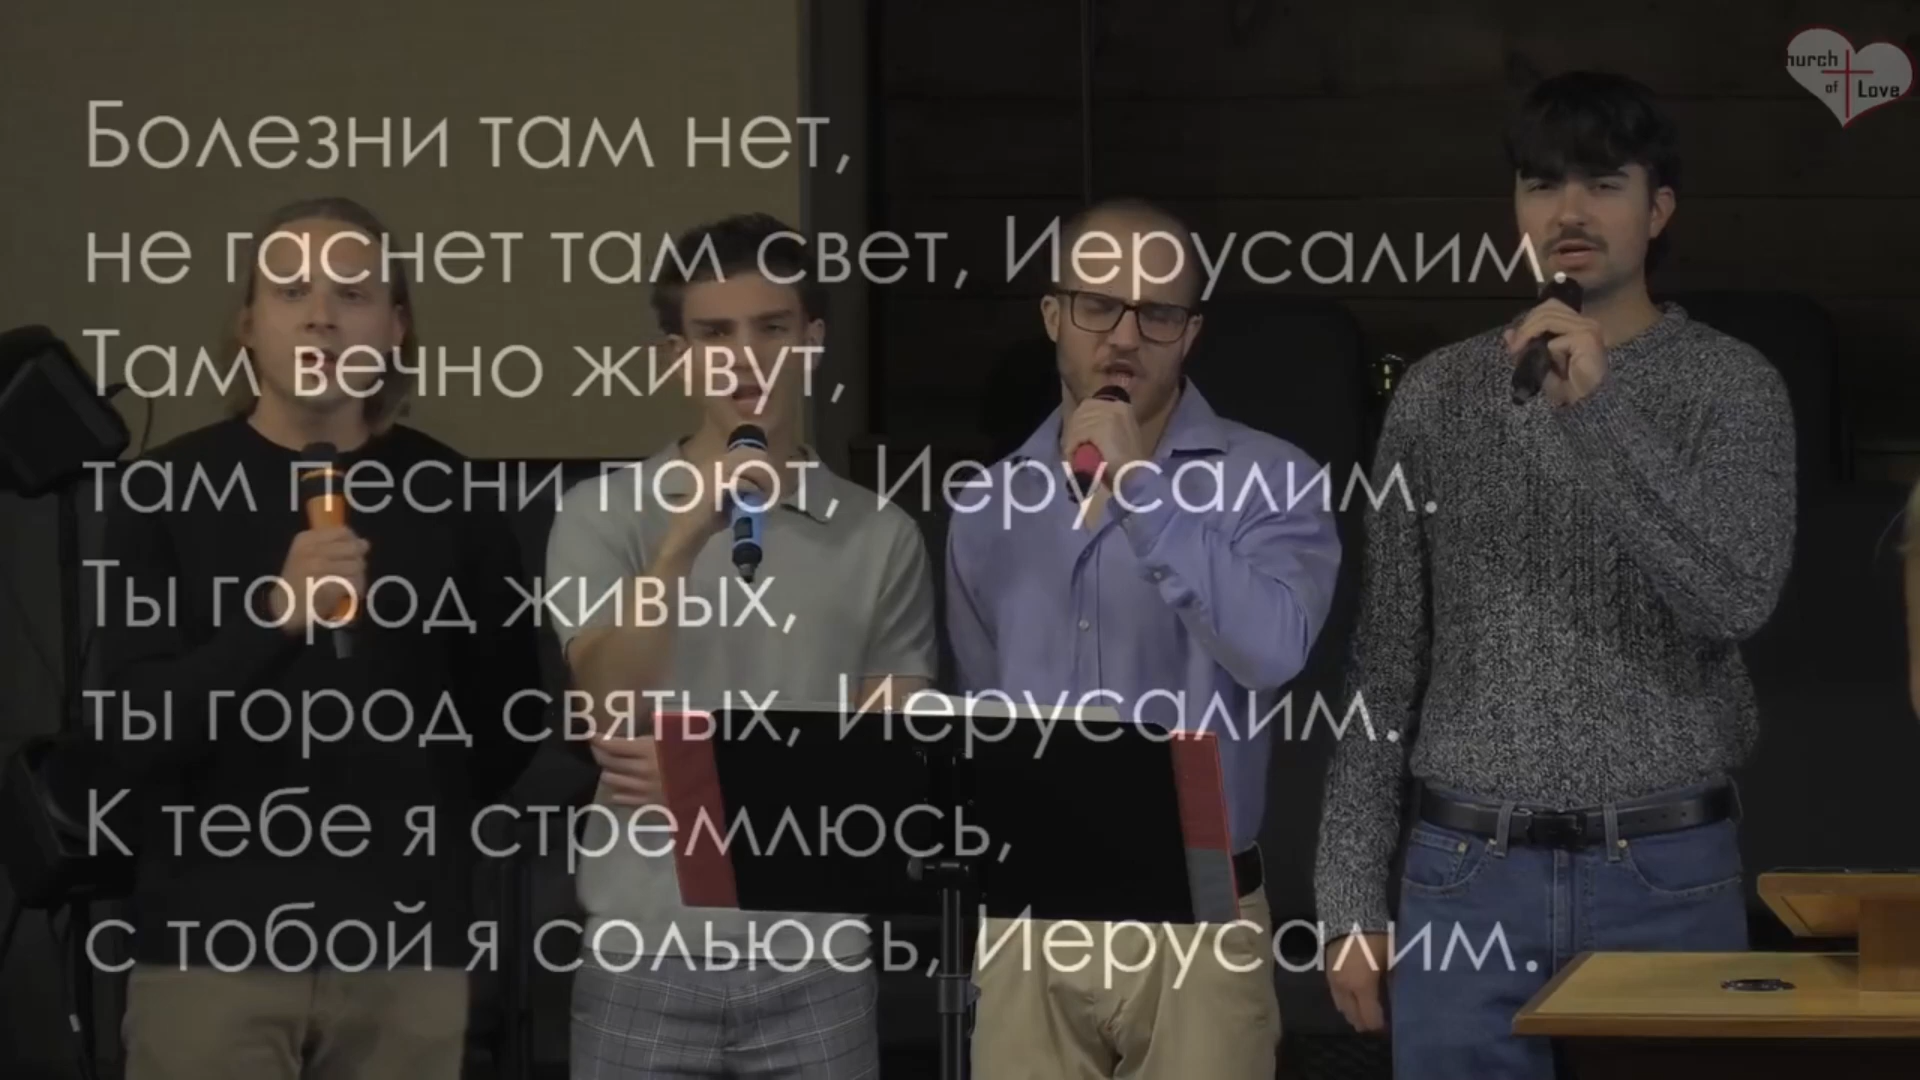 Болезни там нет,
не гаснет там свет, Иерусалим.
Там вечно живут,
там песни поют, Иерусалим.
Ты город живых,
ты город святых, Иерусалим.
К тебе я стремлюсь,
с тобой я сольюсь, Иерусалим.
hurch
of Love